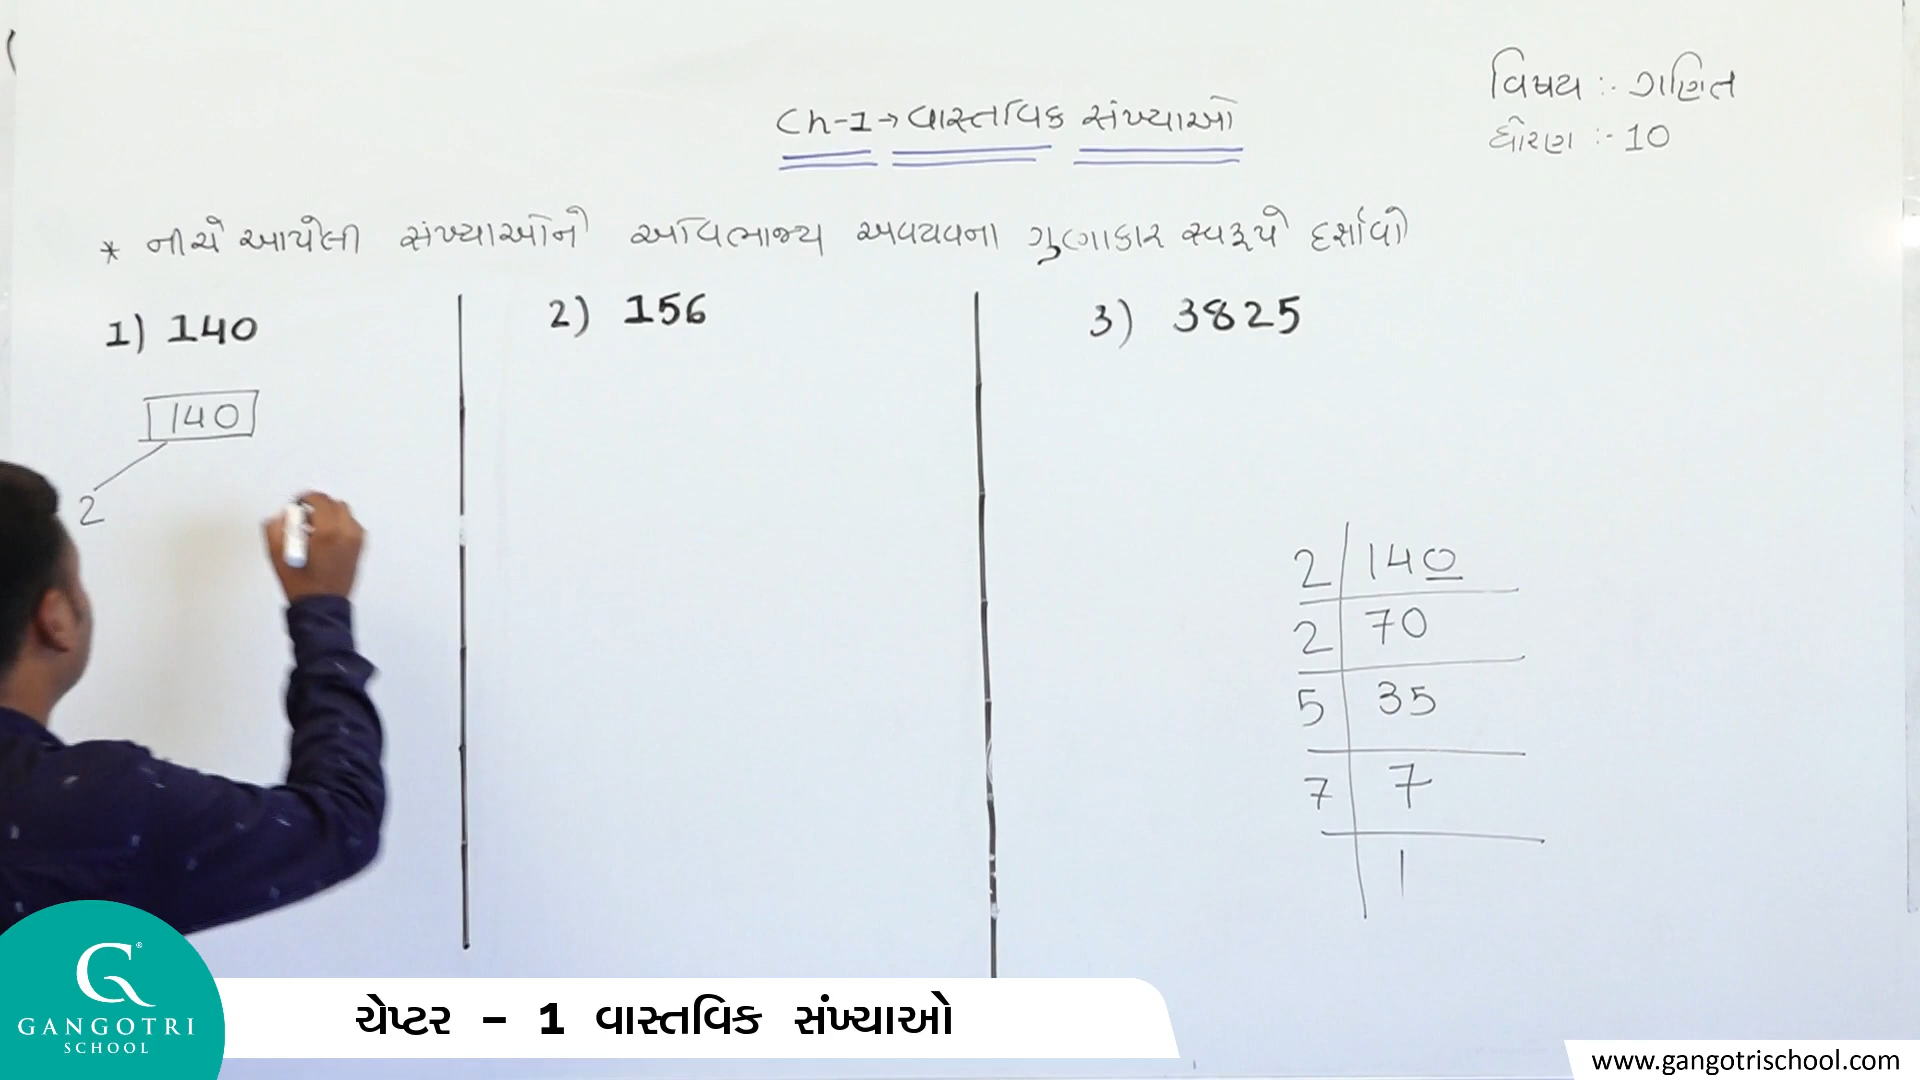 વિષય :- ગણિત
ધોરણ :- 10
Ch-1→વાસ્તવિક સંખ્યાઓ
* નીચે આપેલી સંખ્યાઓને અવિભાજ્ય અવયવના ગુણાકાર સ્વરૂપે દર્શાવો
1) 140
2) 156
3) 3825
140
2
2 140
2 70
5 35
7 7
1
GANGOTRI
SCHOOL
ચેપ્ટર – 1 વાસ્તવિક સંખ્યાઓ
www.gangotrischool.com